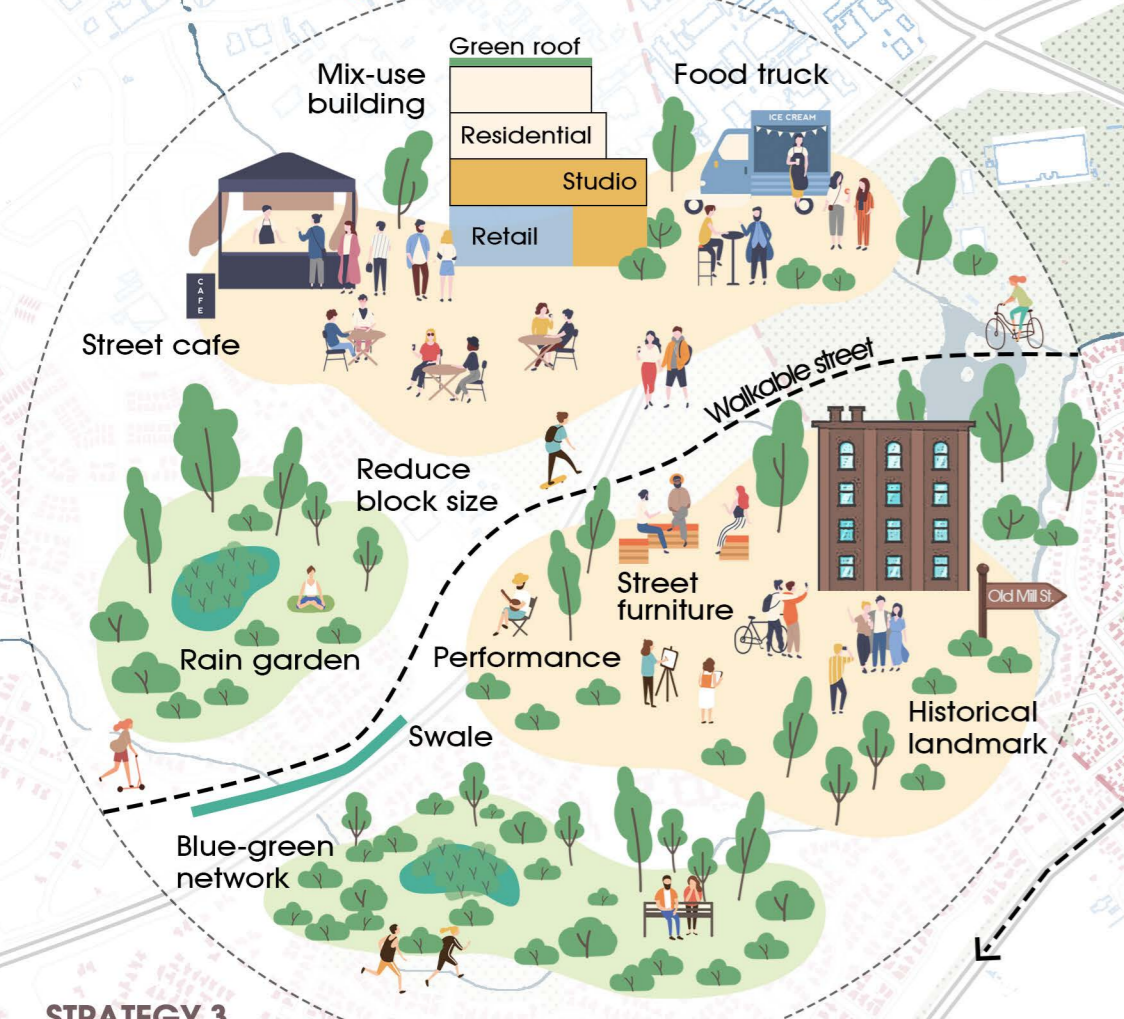 Green roof
Mix-use
building
Food truck
ICE CREAM
Residential
Studio
Retail
CAFE
Street cafe
Walkable street
Reduce
block size
Street
furniture
Old Mill St.
Rain garden
Performance
Historical
landmark
Swale
Blue-green
network
STRATEGY 3